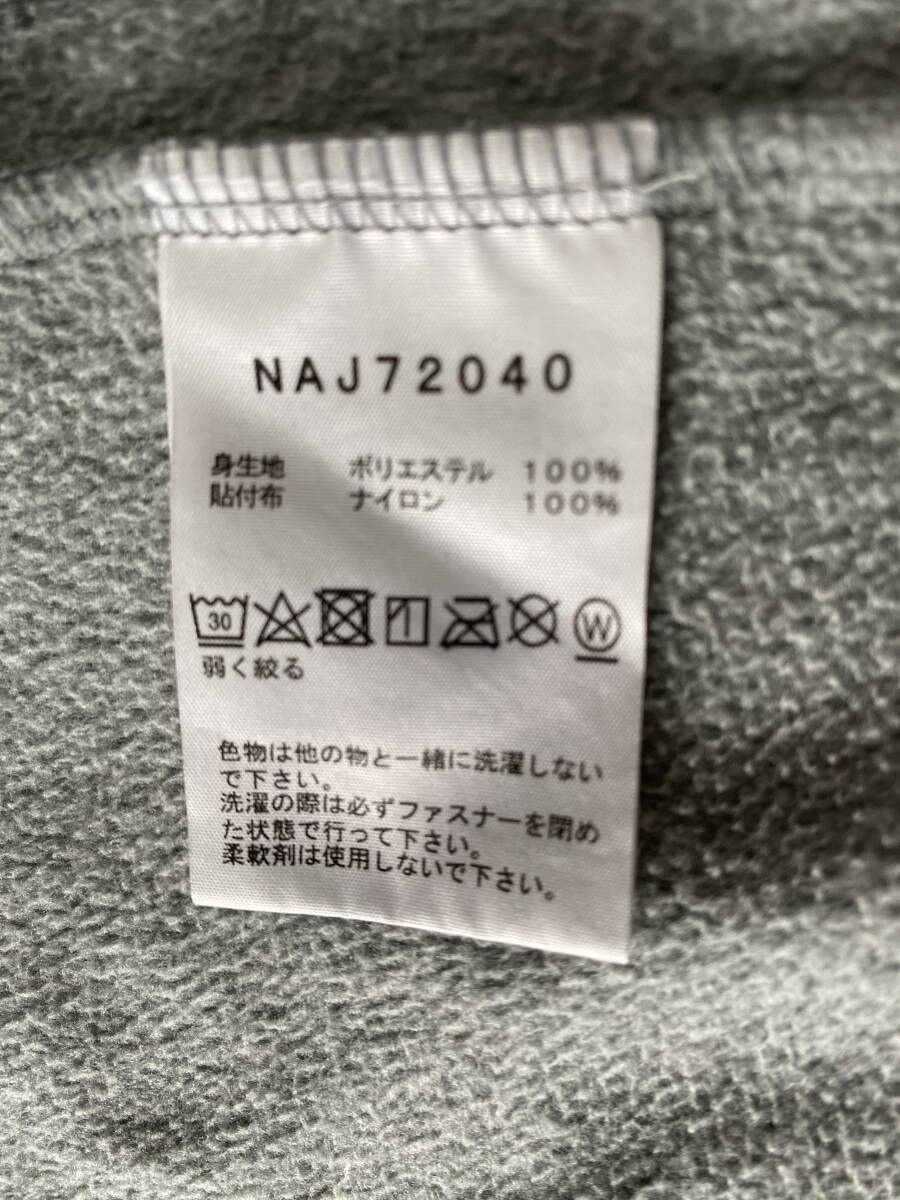 NAJ72040
身生地 ポリエステル 100%
貼付布 ナイロン 100%
30 W
弱く絞る
色物は他の物と一緒に洗濯しない
で下さい。
洗濯の際は必ずファスナーを閉め
た状態で行って下さい。
柔軟剤は使用しないで下さい。